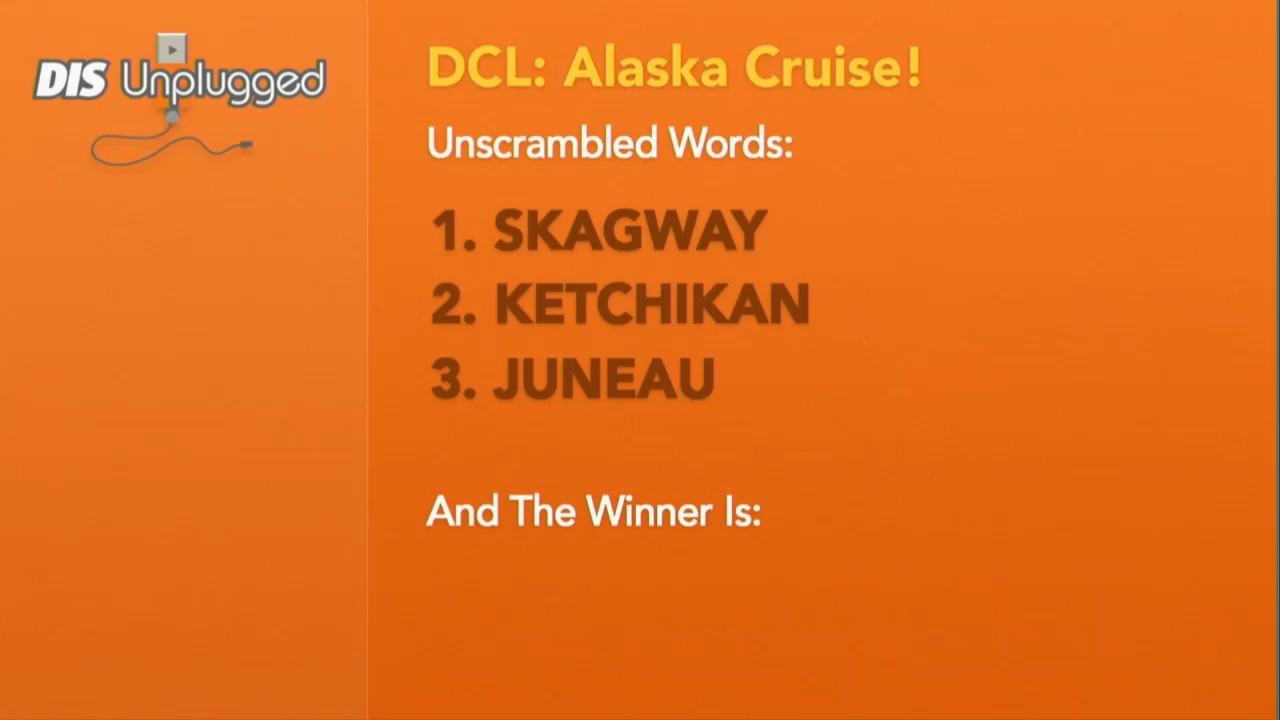 DIS Unplugged
DCL: Alaska Cruise!
Unscrambled Words:
1. SKAGWAY
2. KETCHIKAN
3. JUNEAU
And The Winner Is: